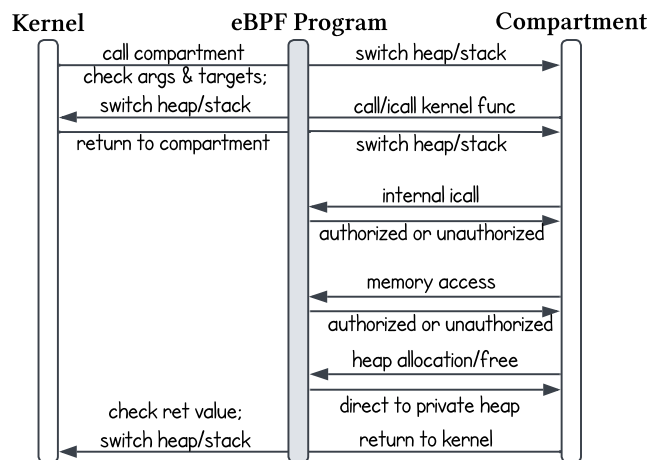 Kernel eBPF Program Compartment
call compartment switch heap/stack
check args & targets;
switch heap/stack call/icall kernel func
return to compartment switch heap/stack
internal icall
authorized or unauthorized
memory access
authorized or unauthorized
heap allocation/free
direct to private heap
check ret value;
switch heap/stack return to kernel